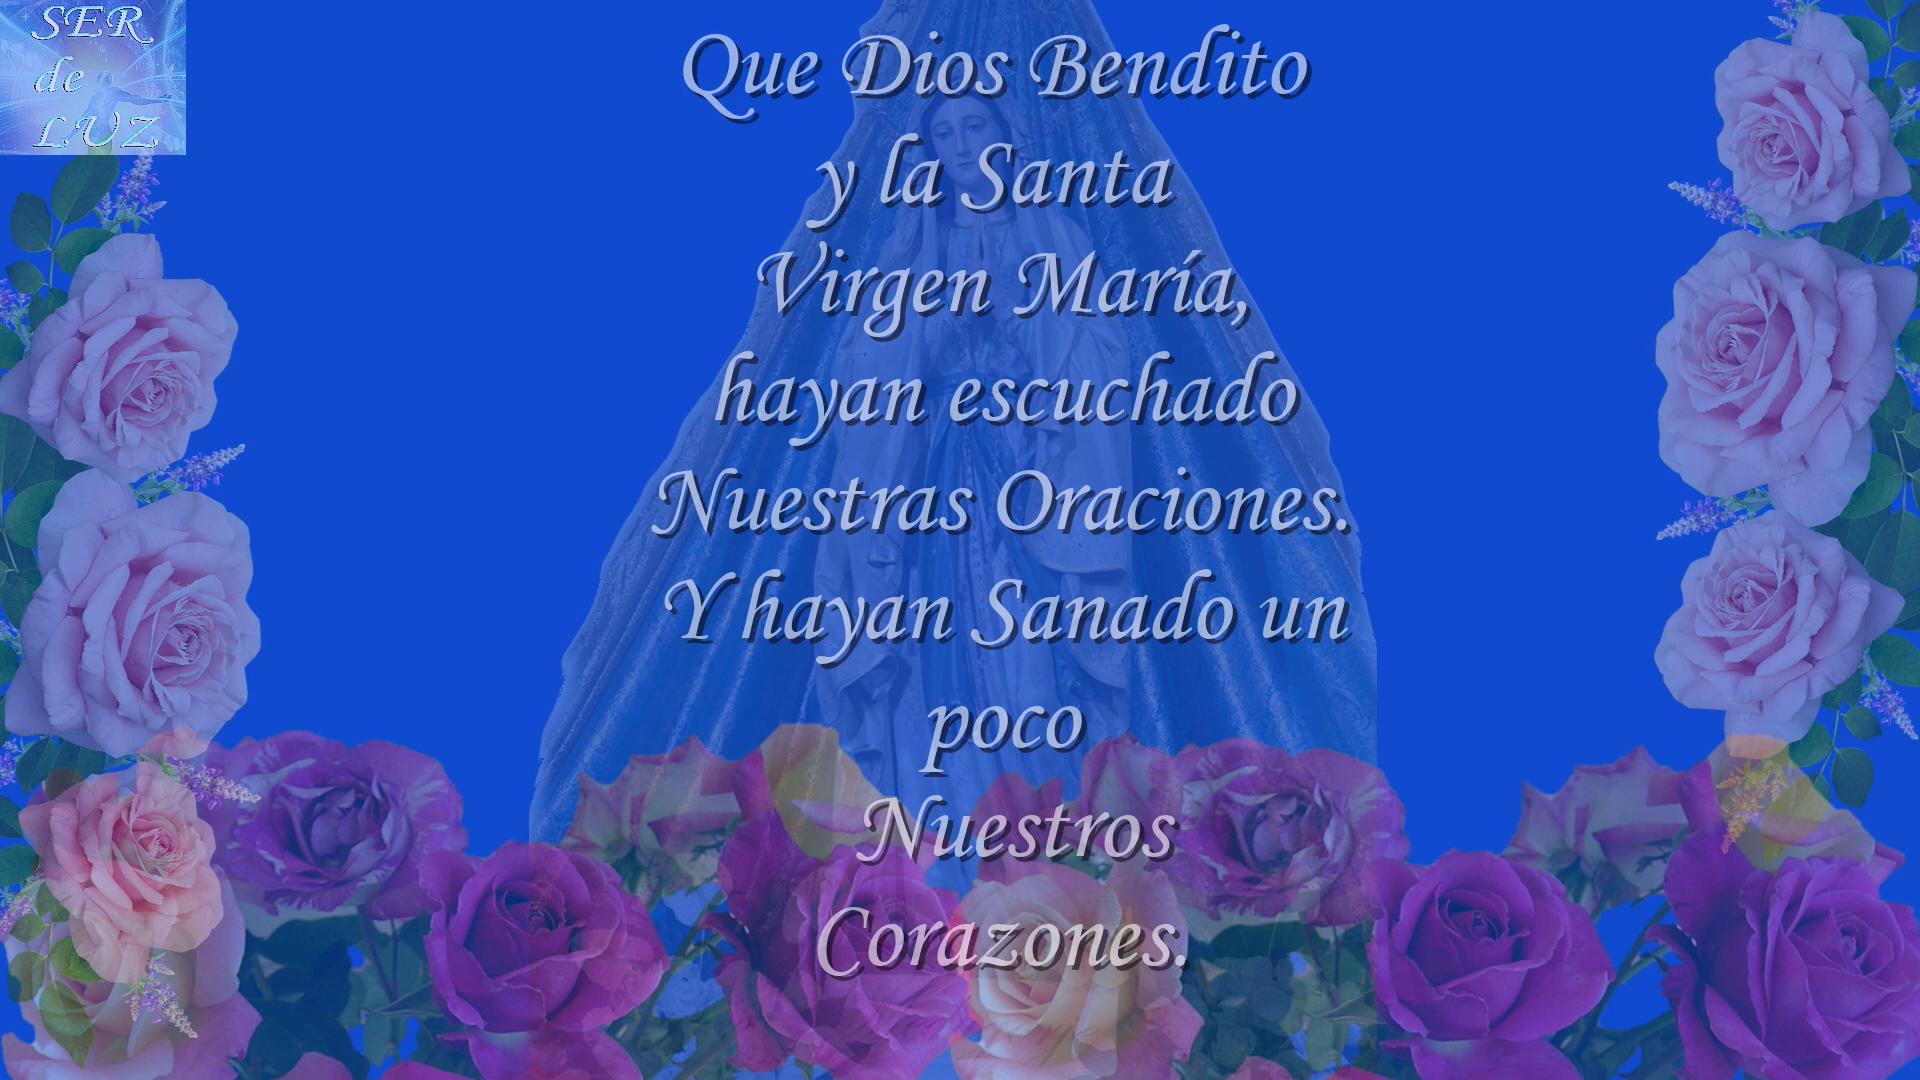 SER
de
LUZ
Que Dios Bendito
y la Santa
Virgen María,
hayan escuchado
Nuestras Oraciones.
Y hayan Sanado un
poco
Nuestros
Corazones.